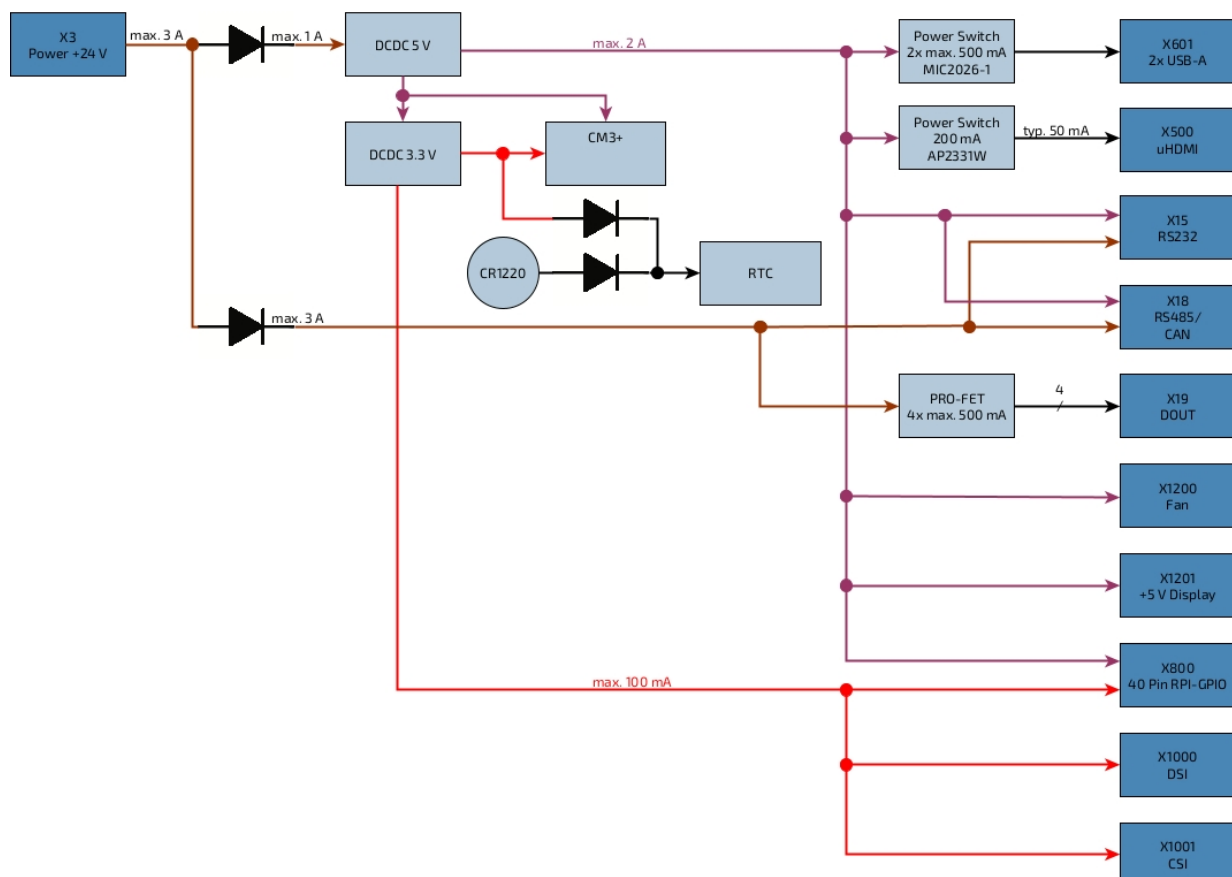 X3
Power +24 V
max. 3 A
max. 1 A
DCDC 5 V
max. 2 A
Power Switch
2x max. 500 mA
MIC2026-1
X601
2x USB-A
DCDC 3.3 V
CM3+
Power Switch
200 mA
AP2331W
typ. 50 mA
X500
uHDMI
X15
RS232
CR1220
RTC
max. 3 A
X18
RS485/
CAN
PRO-FET
4x max. 500 mA
4
/
X19
DOUT
X1200
Fan
X1201
+5 V Display
max. 100 mA
X800
40 Pin RPI-GPIO
X1000
DSI
X1001
CSI